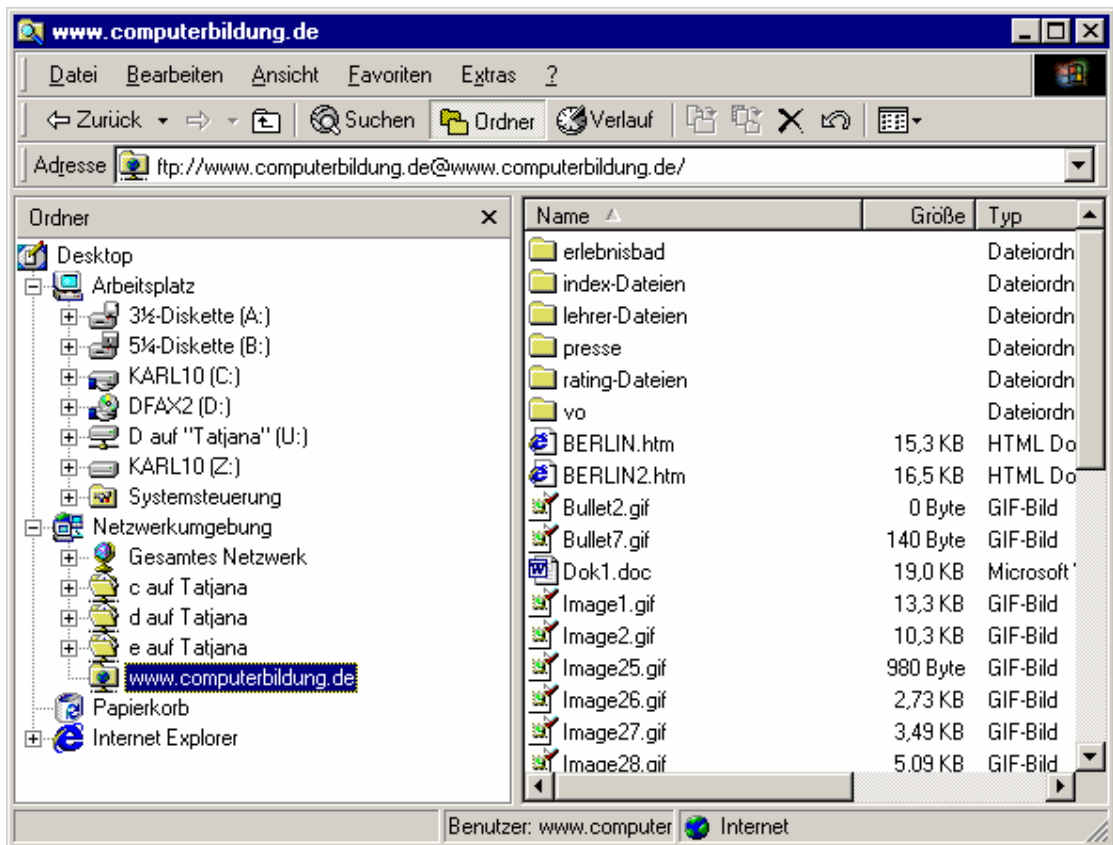 www.computerbildung.de
Datei Bearbeiten Ansicht Favoriten Extras ?
Zurück Suchen Ordner Verlauf
Adresse ftp://www.computerbildung.de@www.computerbildung.de/
Ordner
Desktop
Arbeitsplatz
3½-Diskette (A:)
5¼-Diskette (B:)
KARL10 (C:)
DFAX2 (D:)
D auf "Tatjana" (U:)
KARL10 (Z:)
Systemsteuerung
Netzwerkumgebung
Gesamtes Netzwerk
c auf Tatjana
d auf Tatjana
e auf Tatjana
www.computerbildung.de
Papierkorb
Internet Explorer
Name Größe Typ
erlebnisbad Dateiordn
index-Dateien Dateiordn
lehrer-Dateien Dateiordn
presse Dateiordn
rating-Dateien Dateiordn
vo Dateiordn
BERLIN.htm 15,3 KB HTML Do
BERLIN2.htm 16,5 KB HTML Do
Bullet2.gif 0 Byte GIF-Bild
Bullet7.gif 140 Byte GIF-Bild
Dok1.doc 19,0 KB Microsoft
Image1.gif 13,3 KB GIF-Bild
Image2.gif 10,3 KB GIF-Bild
Image25.gif 980 Byte GIF-Bild
Image26.gif 2,73 KB GIF-Bild
Image27.gif 3,49 KB GIF-Bild
Image28.gif 5,09 KB GIF-Bild
Benutzer: www.computer Internet